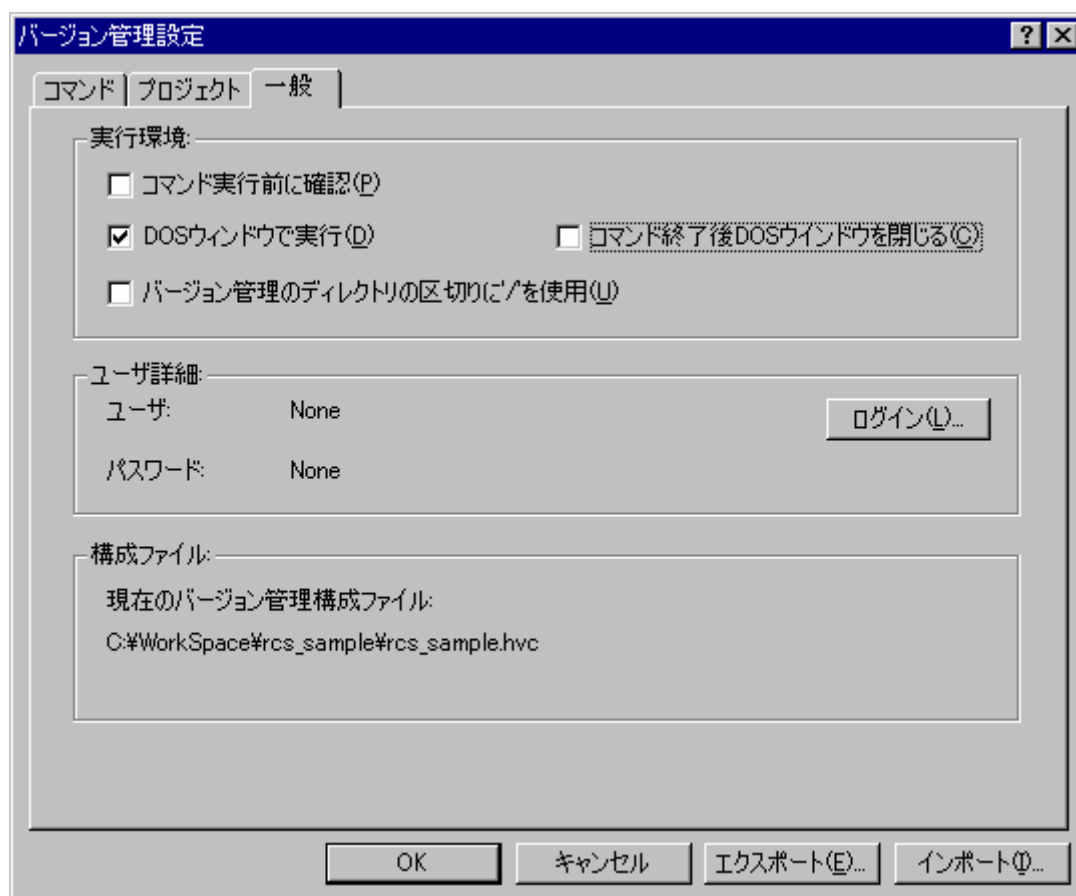 バージョン管理設定
コマンド プロジェクト 一般
実行環境:
コマンド実行前に確認(P)
DOSウィンドウで実行(D) コマンド終了後DOSウインドウを閉じる(C)
バージョン管理のディレクトリの区切りに'/'を使用(U)
ユーザ詳細:
ユーザ: None ログイン(L)...
パスワード: None
構成ファイル:
現在のバージョン管理構成ファイル:
C:¥WorkSpace¥rcs_sample¥rcs_sample.hvc
OK キャンセル エクスポート(E)... インポート(I)...